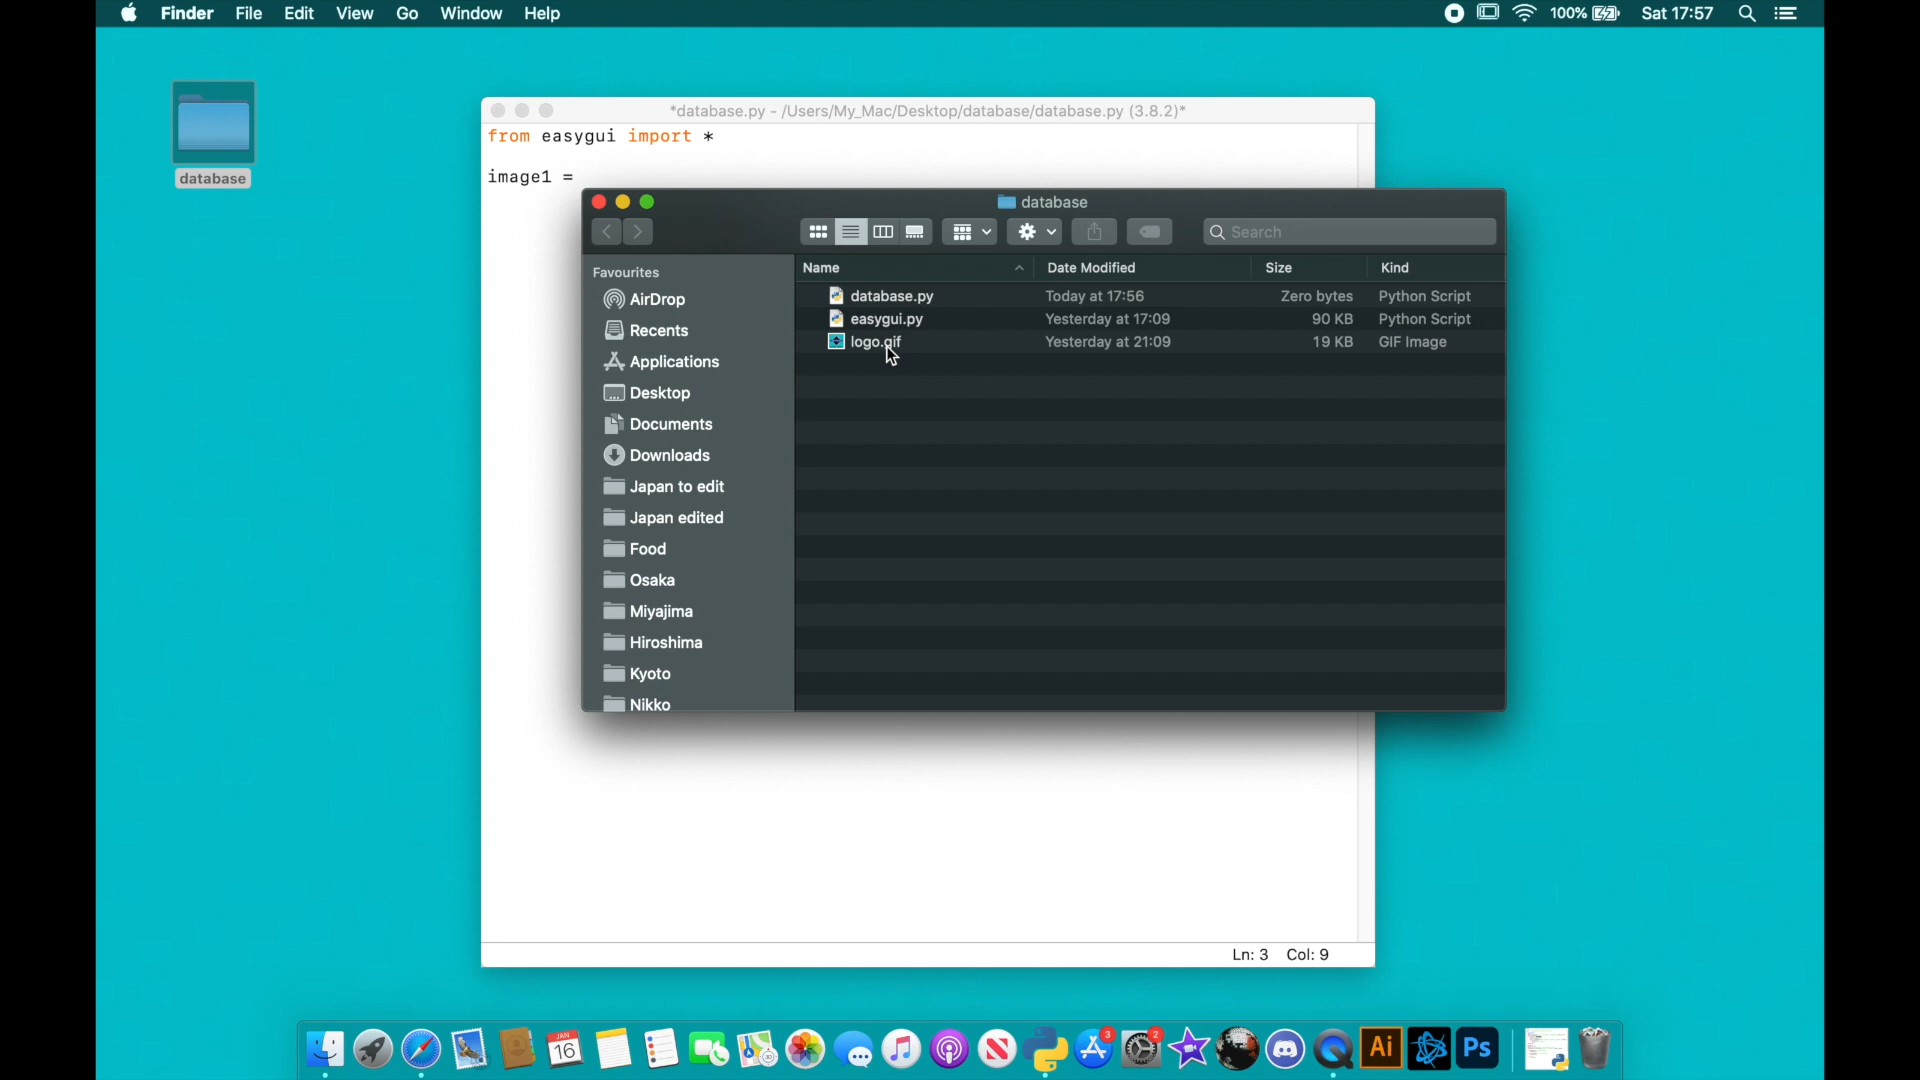 Finder File Edit View Go Window Help 100% Sat 17:57
database
*database.py - /Users/My_Mac/Desktop/database/database.py (3.8.2)*
from easygui import *
image1 =
database
Search
Favourites
AirDrop
Recents
Applications
Desktop
Documents
Downloads
Japan to edit
Japan edited
Food
Osaka
Miyajima
Hiroshima
Kyoto
Nikko
Name Date Modified Size Kind
database.py Today at 17:56 Zero bytes Python Script
easygui.py Yesterday at 17:09 90 KB Python Script
logo.gif Yesterday at 21:09 19 KB GIF Image
Ln: 3 Col: 9
JAN
16
3
2
Ai
Ps